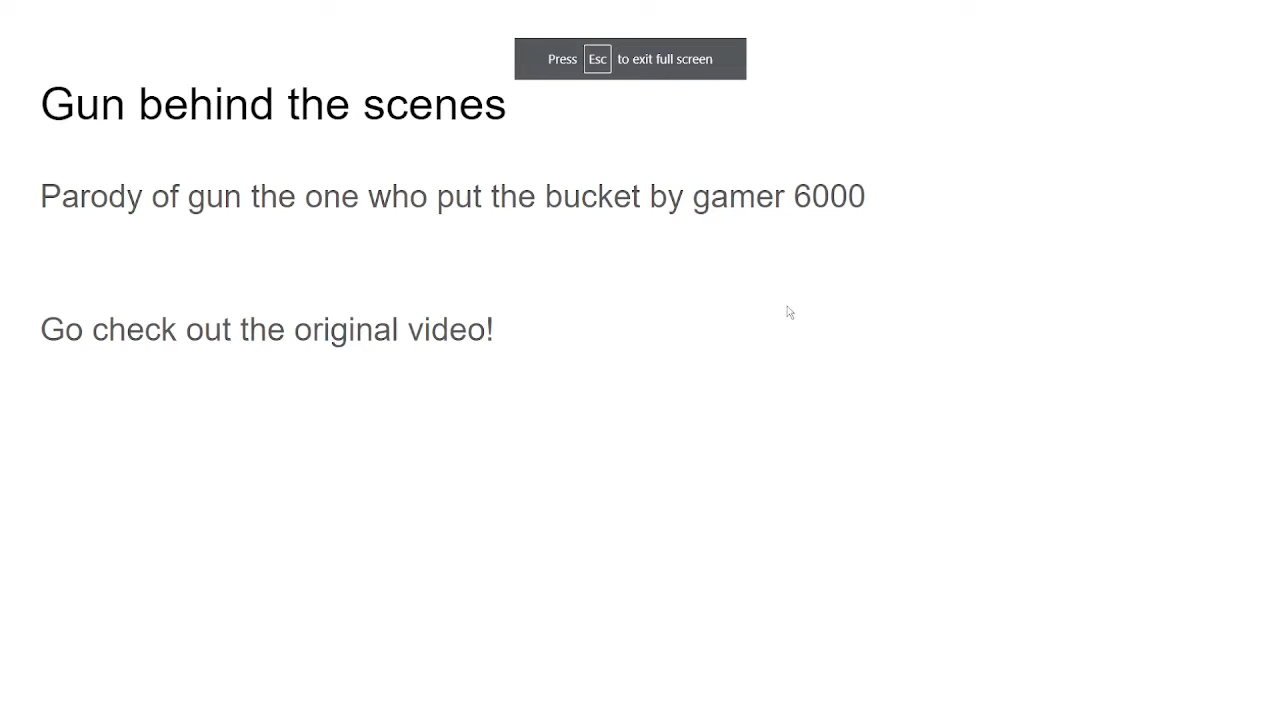 Press Esc to exit full screen
Gun behind the scenes
Parody of gun the one who put the bucket by gamer 6000
Go check out the original video!